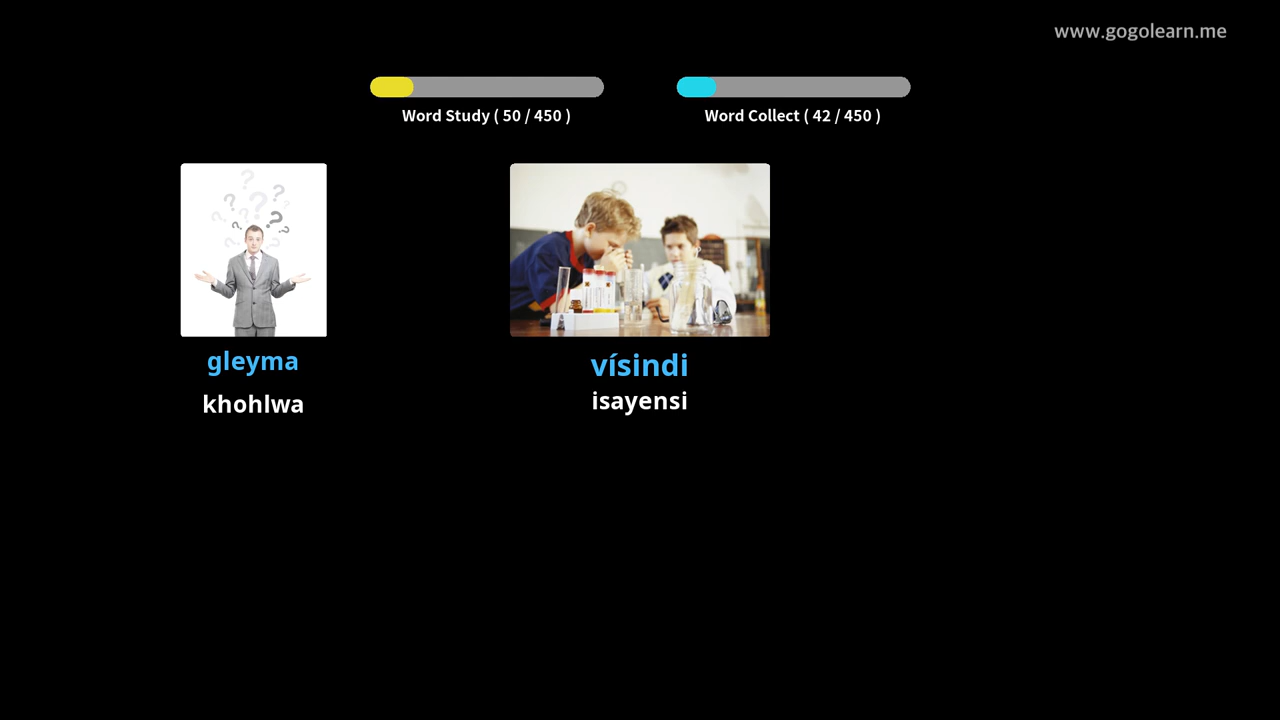 www.gogolearn.me
Word Study ( 50 / 450 )
Word Collect ( 42 / 450 )
gleyma
khohlwa
vísindi
isayensi